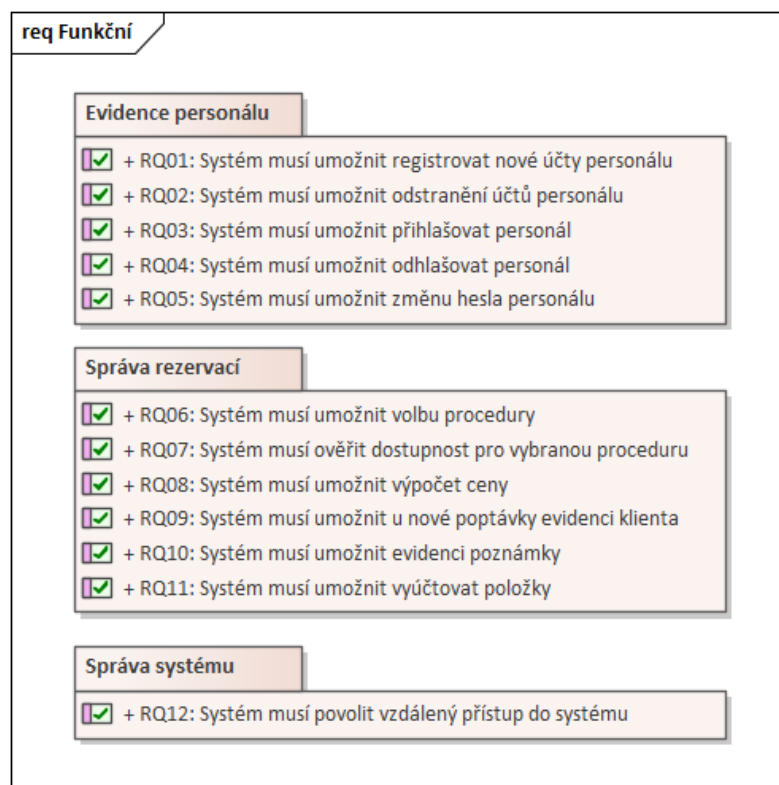 req Funkční
Evidence personálu
+ RQ01: Systém musí umožnit registrovat nové účty personálu
+ RQ02: Systém musí umožnit odstranění účtů personálu
+ RQ03: Systém musí umožnit přihlašovat personál
+ RQ04: Systém musí umožnit odhlašovat personál
+ RQ05: Systém musí umožnit změnu hesla personálu
Správa rezervací
+ RQ06: Systém musí umožnit volbu procedury
+ RQ07: Systém musí ověřit dostupnost pro vybranou proceduru
+ RQ08: Systém musí umožnit výpočet ceny
+ RQ09: Systém musí umožnit u nové poptávky evidenci klienta
+ RQ10: Systém musí umožnit evidenci poznámky
+ RQ11: Systém musí umožnit vyúčtovat položky
Správa systému
+ RQ12: Systém musí povolit vzdálený přístup do systému